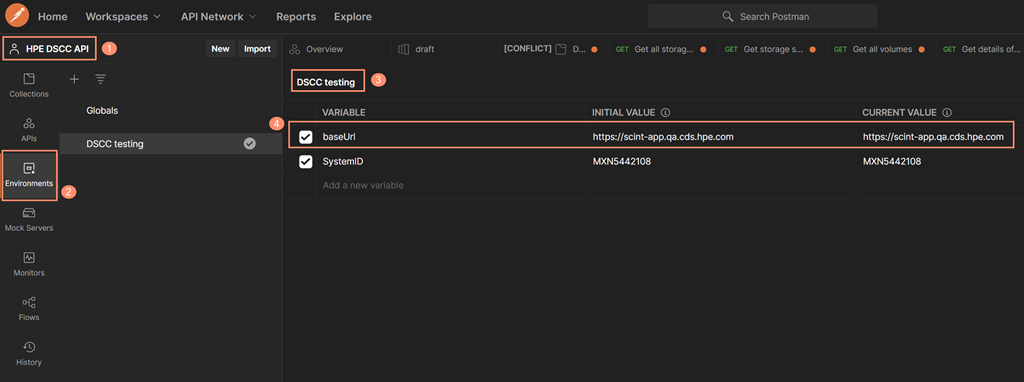 Home Workspaces API Network Reports Explore Search Postman
HPE DSCC API 1 New Import Overview draft [CONFLICT] D... GET Get all storag... GET Get storage s... GET Get all volumes GET Get details of...
Collections
Globals
DSCC testing 3
APIs
VARIABLE INITIAL VALUE CURRENT VALUE
4
baseUrl https://scint-app.qa.cds.hpe.com https://scint-app.qa.cds.hpe.com
DSCC testing
SystemID MXN5442108 MXN5442108
Environments 2
Add a new variable
Mock Servers
Monitors
Flows
History